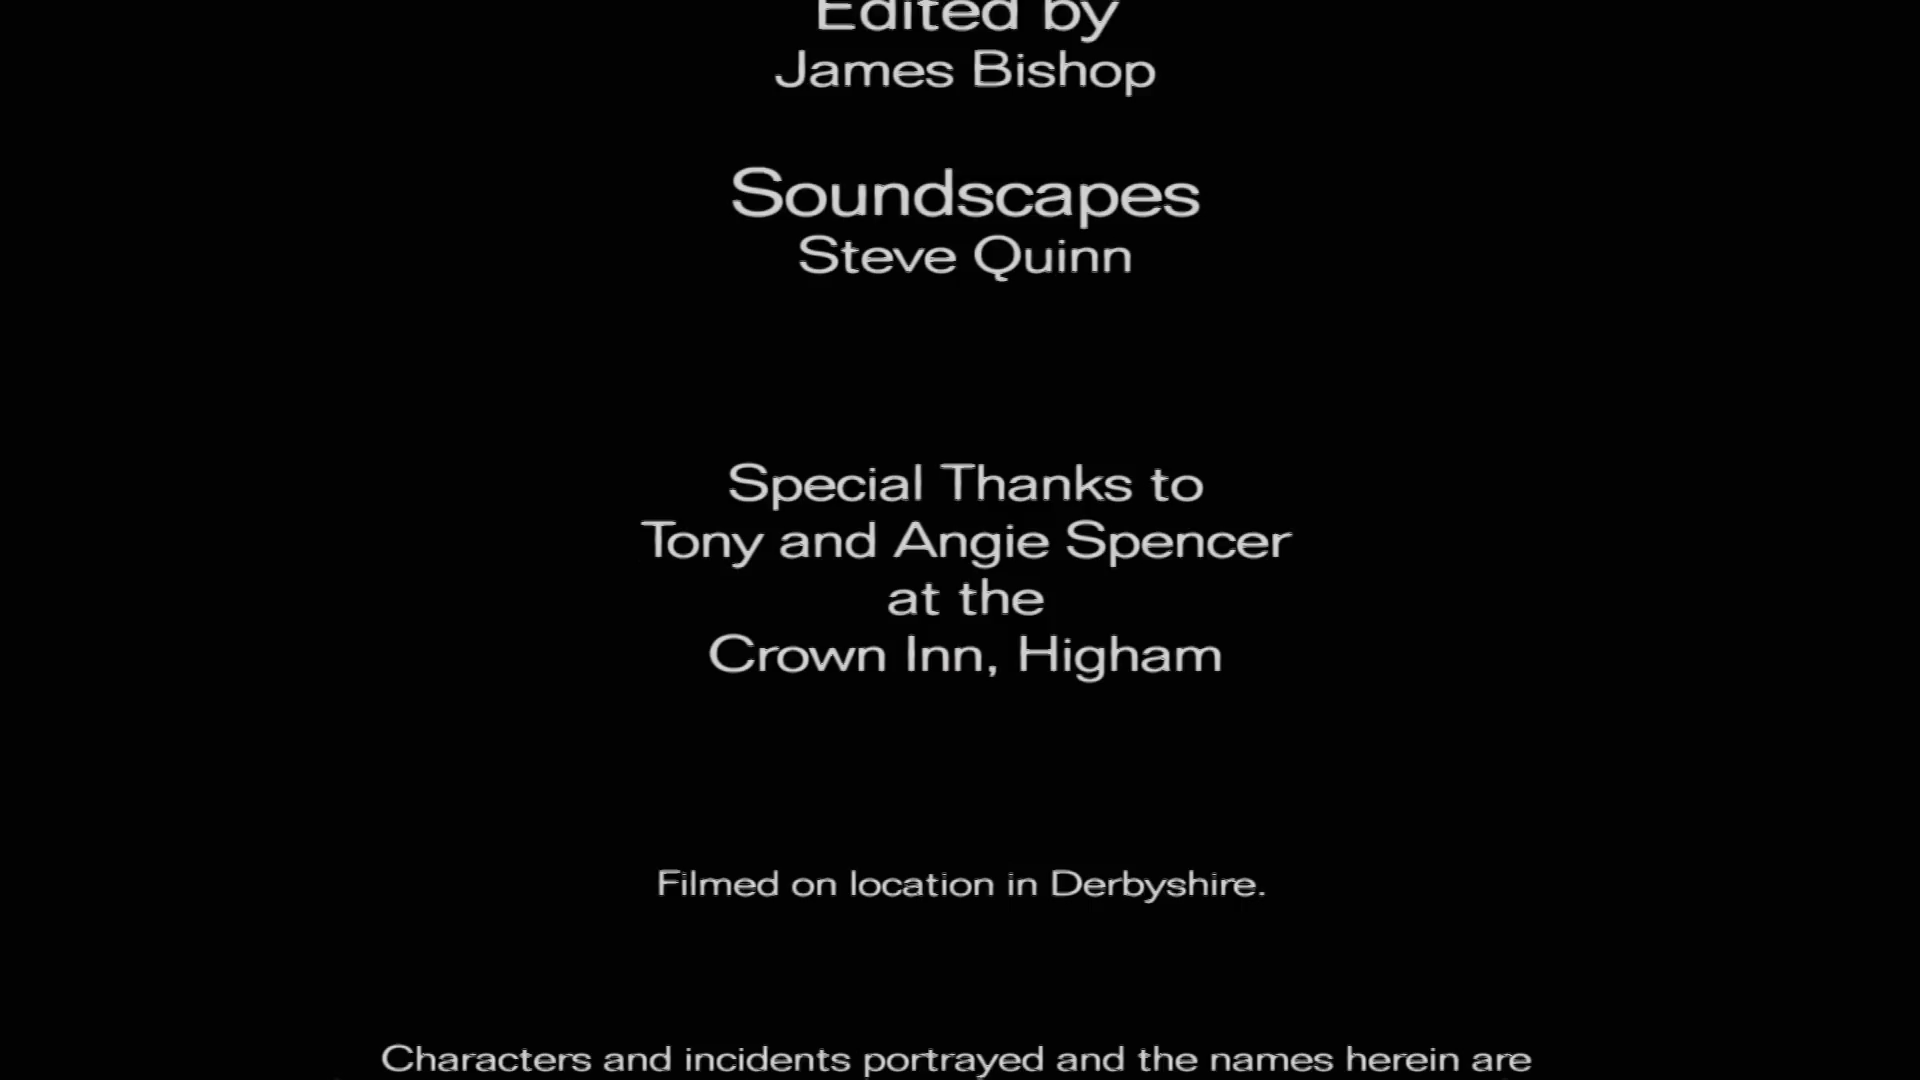 Edited by
James Bishop
Soundscapes
Steve Quinn
Special Thanks to
Tony and Angie Spencer
at the
Crown Inn, Higham
Filmed on location in Derbyshire.
Characters and incidents portrayed and the names herein are